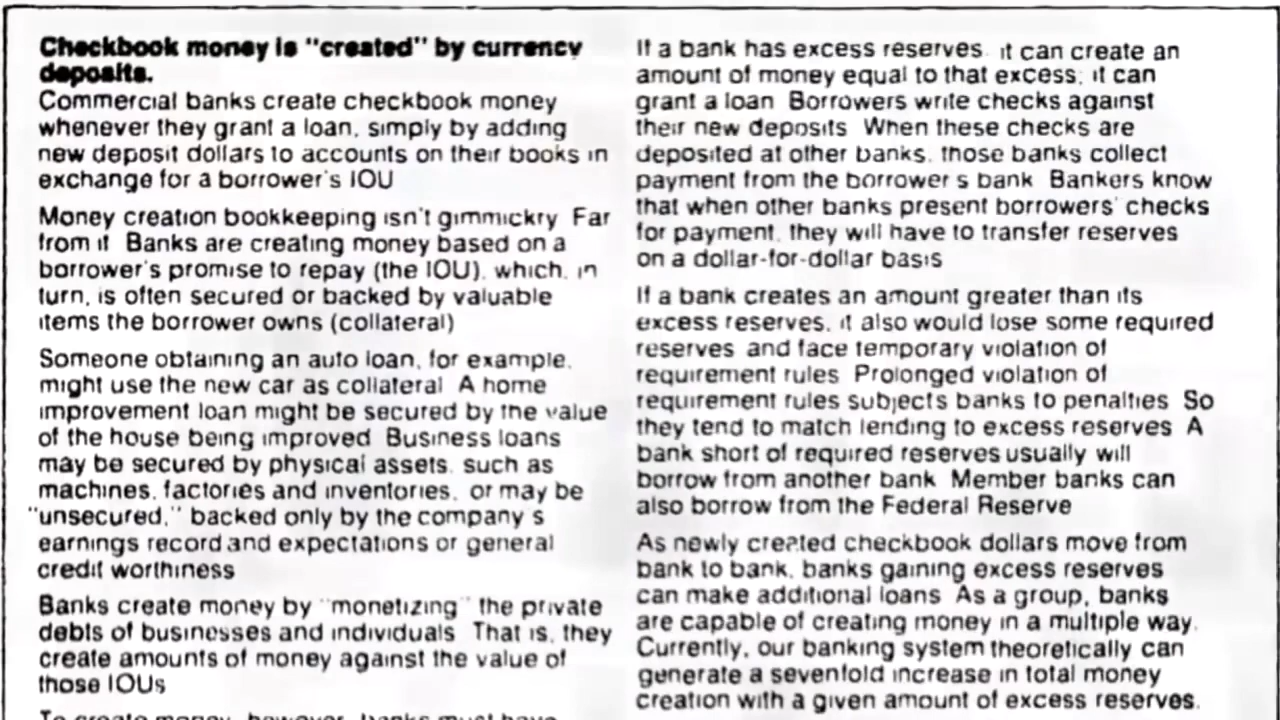 Checkbook money is "created" by currency
deposits.
Commercial banks create checkbook money
whenever they grant a loan, simply by adding
new deposit dollars to accounts on their books in
exchange for a borrower's IOU
Money creation bookkeeping isn't gimmickry Far
from it Banks are creating money based on a
borrower's promise to repay (the IOU), which, in
turn, is often secured or backed by valuable
items the borrower owns (collateral)
Someone obtaining an auto loan, for example,
might use the new car as collateral A home
improvement loan might be secured by the value
of the house being improved Business loans
may be secured by physical assets, such as
machines, factories and inventories, or may be
"unsecured," backed only by the company's
earnings record and expectations or general
credit worthiness
Banks create money by "monetizing" the private
debts of businesses and individuals That is, they
create amounts of money against the value of
those IOUs
To create money, however, banks must have
If a bank has excess reserves, it can create an
amount of money equal to that excess; it can
grant a loan Borrowers write checks against
their new deposits When these checks are
deposited at other banks, those banks collect
payment from the borrower s bank Bankers know
that when other banks present borrowers' checks
for payment, they will have to transfer reserves
on a dollar-for-dollar basis
If a bank creates an amount greater than its
excess reserves, it also would lose some required
reserves and face temporary violation of
requirement rules Prolonged violation of
requirement rules subjects banks to penalties So
they tend to match lending to excess reserves A
bank short of required reserves usually will
borrow from another bank Member banks can
also borrow from the Federal Reserve
As newly created checkbook dollars move from
bank to bank, banks gaining excess reserves
can make additional loans As a group, banks
are capable of creating money in a multiple way.
Currently, our banking system theoretically can
generate a sevenfold increase in total money
creation with a given amount of excess reserves.